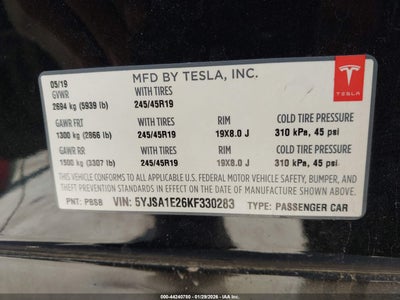 05/19
MFD BY TESLA, INC.
TESLA
GVWR WITH TIRES
2694 kg (5939 lb) 245/45R19
GAWR FRT WITH TIRES RIM COLD TIRE PRESSURE
1300 kg (2866 lb) 245/45R19 19X8.0 J 310 kPa, 45 psi
GAWR RR WITH TIRES RIM COLD TIRE PRESSURE
1500 kg (3307 lb) 245/45R19 19X8.0 J 310 kPa, 45 psi
THIS VEHICLE CONFORMS TO ALL APPLICABLE FEDERAL MOTOR VEHICLE SAFETY, BUMPER, AND
THEFT PREVENTION STANDARDS IN EFFECT ON THE DATE OF MANUFACTURE SHOWN ABOVE.
PNT: PBSB VIN: 5YJSA1E26KF330283 TYPE: PASSENGER CAR
000-44240780 - 01/29/2026 - IAA Inc.